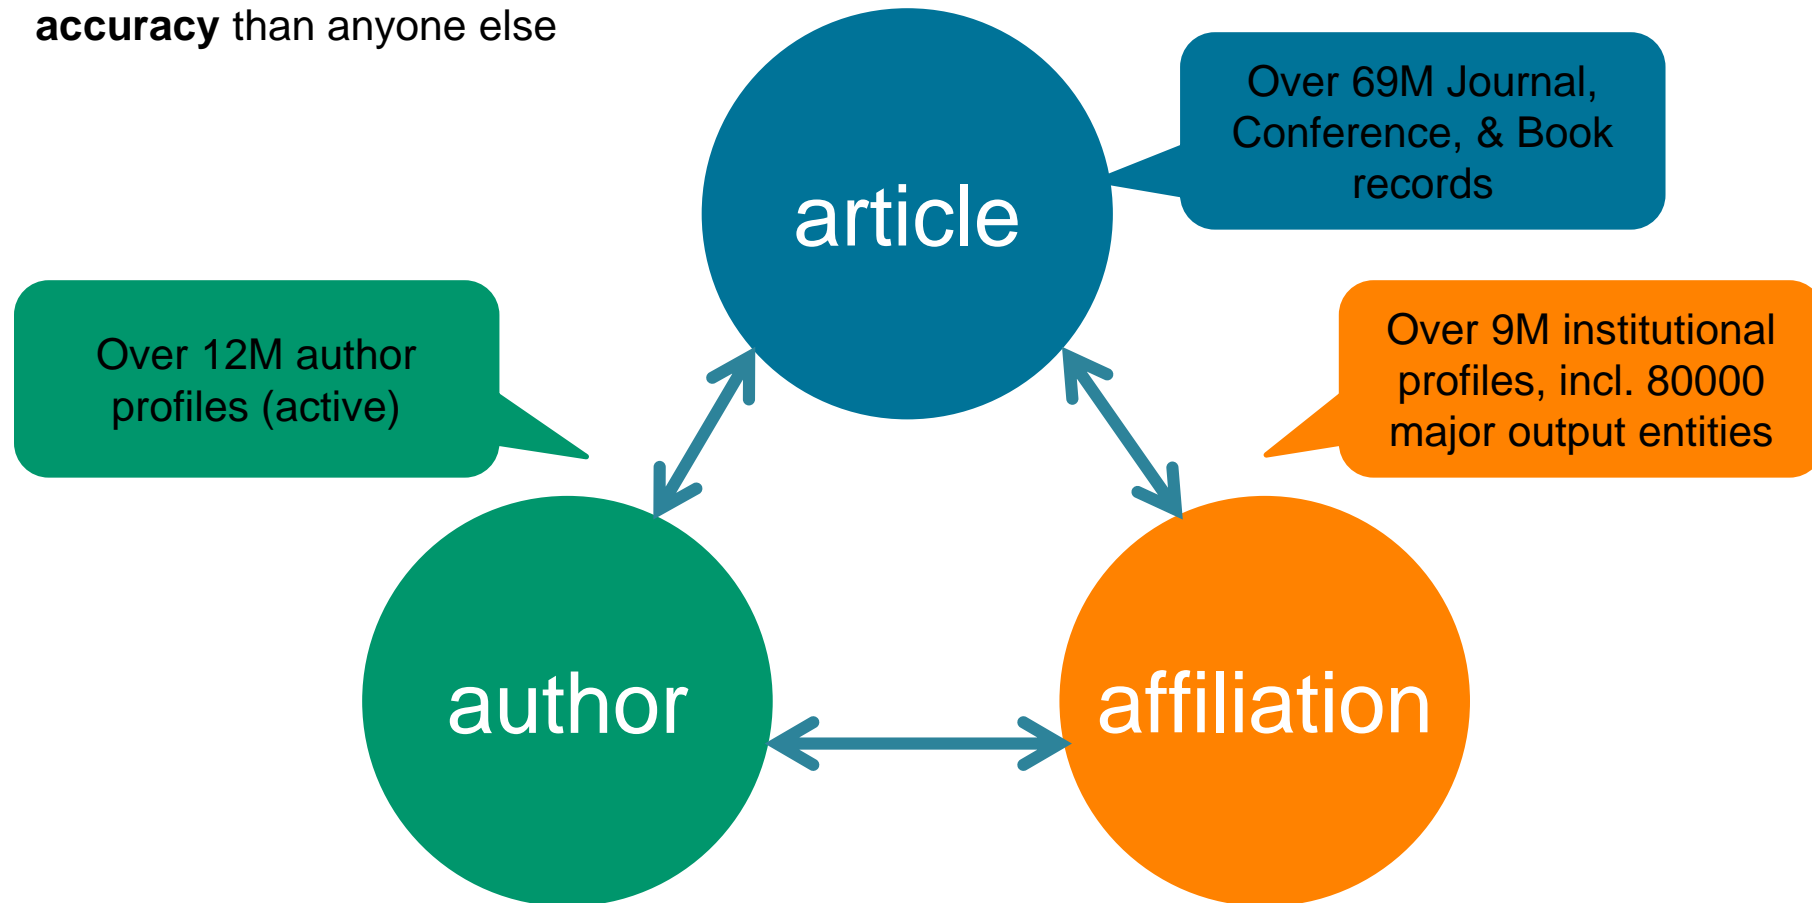 accuracy than anyone else
article
Over 69M Journal,
Conference, & Book
records
Over 12M author
profiles (active)
Over 9M institutional
profiles, incl. 80000
major output entities
author
affiliation